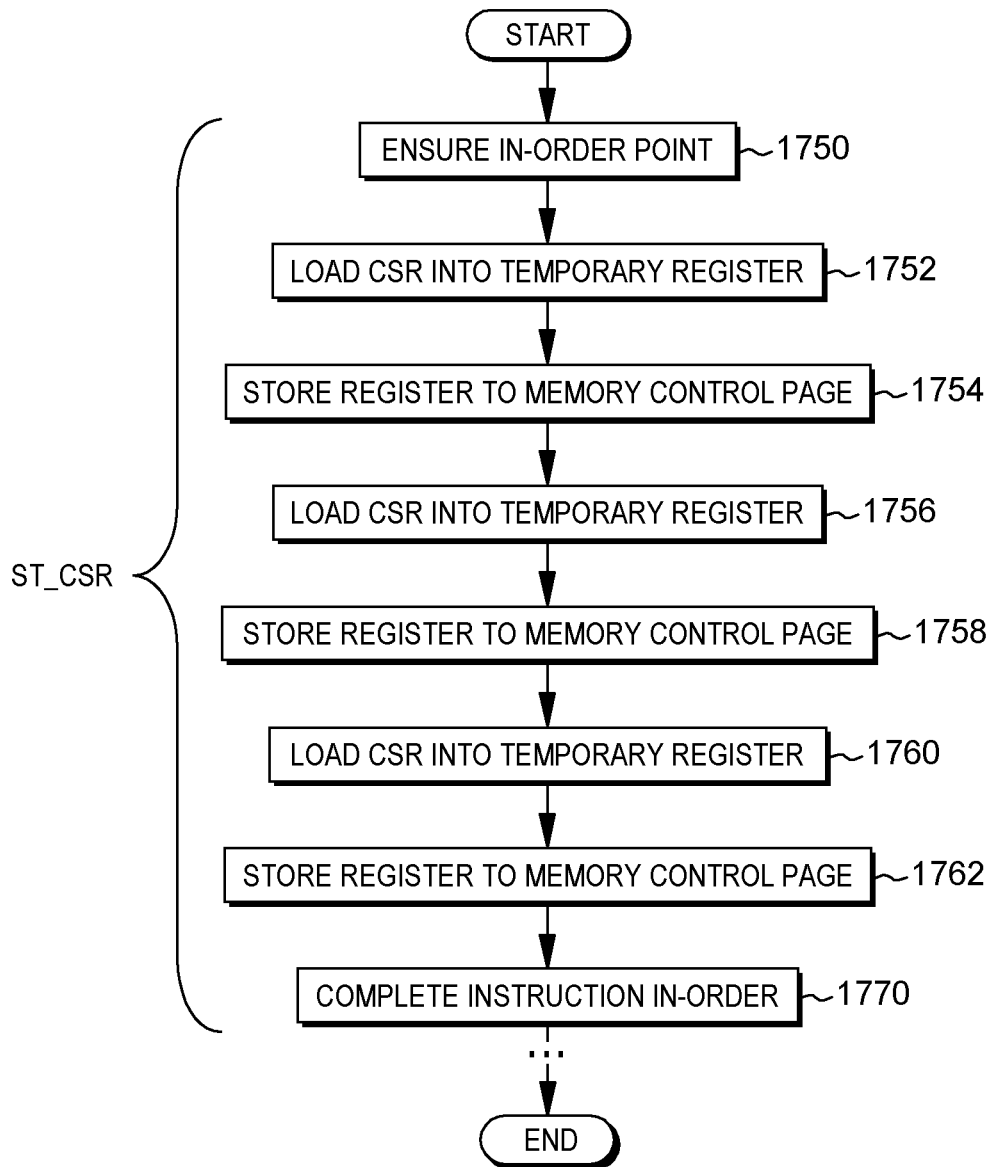 START
ENSURE IN-ORDER POINT 1750
LOAD CSR INTO TEMPORARY REGISTER 1752
STORE REGISTER TO MEMORY CONTROL PAGE 1754
LOAD CSR INTO TEMPORARY REGISTER 1756
ST_CSR
STORE REGISTER TO MEMORY CONTROL PAGE 1758
LOAD CSR INTO TEMPORARY REGISTER 1760
STORE REGISTER TO MEMORY CONTROL PAGE 1762
COMPLETE INSTRUCTION IN-ORDER 1770
...
END